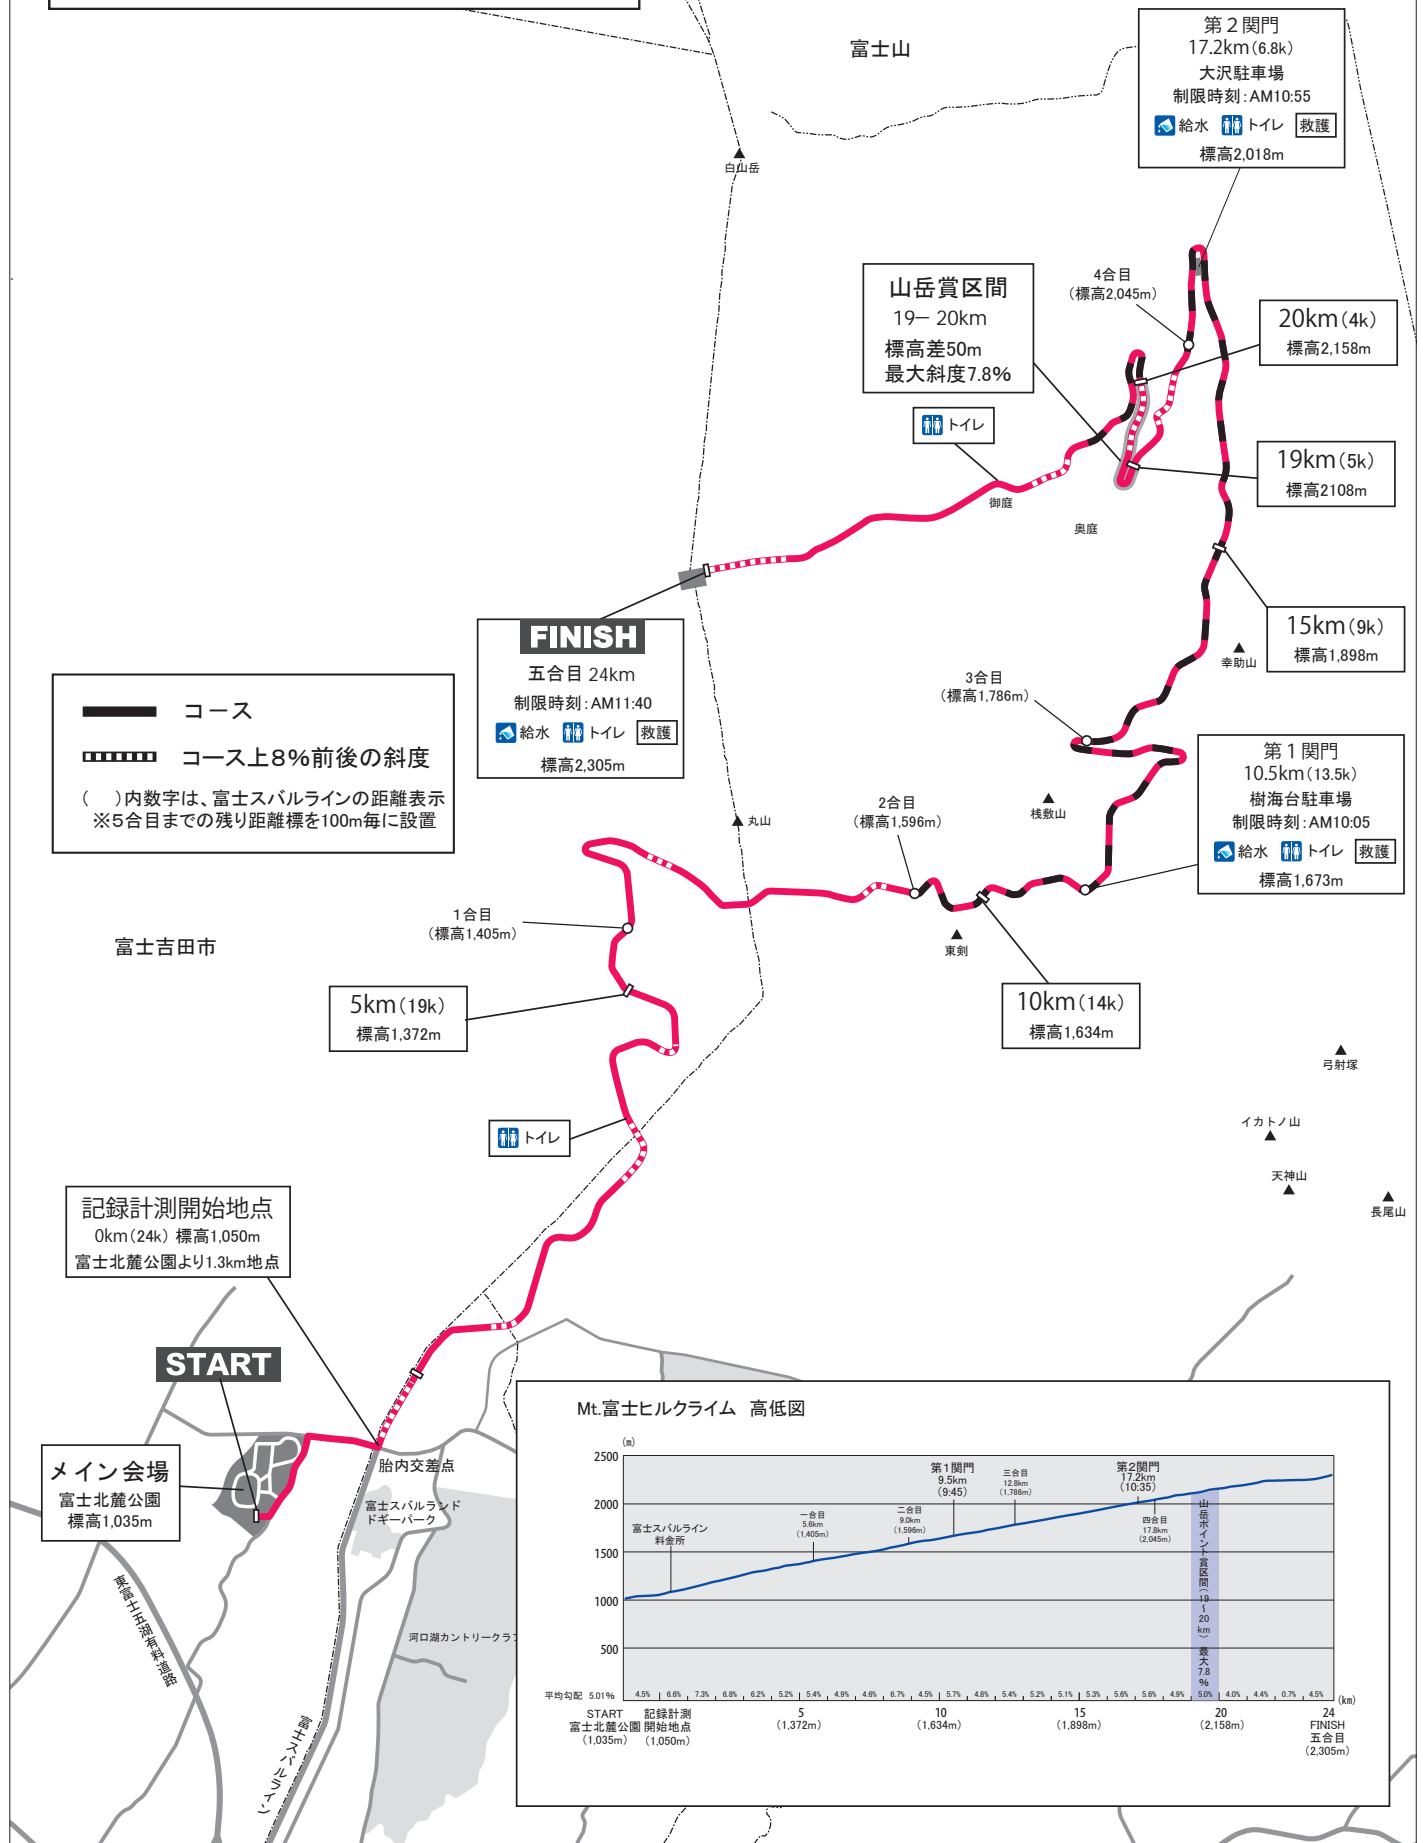 富士山
第2関門
17.2km(6.8k)
大沢駐車場
制限時刻:AM10:55
給水 トイレ 救護
標高2,018m
白山岳
4合目
(標高2,045m)
山岳賞区間
19ー20km
標高差50m
最大斜度7.8%
20km(4k)
標高2,158m
トイレ
19km(5k)
標高2108m
御庭
奥庭
FINISH
五合目 24km
制限時刻:AM11:40
給水 トイレ 救護
標高2,305m
15km(9k)
標高1,898m
幸助山
3合目
(標高1,786m)
コース
コース上8%前後の斜度
( )内数字は、富士スバルラインの距離表示
※5合目までの残り距離標を100m毎に設置
第1関門
10.5km(13.5k)
樹海台駐車場
制限時刻:AM10:05
給水 トイレ 救護
標高1,673m
2合目
(標高1,596m)
桟敷山
丸山
1合目
(標高1,405m)
富士吉田市
東剣
5km(19k)
標高1,372m
10km(14k)
標高1,634m
弓射塚
イカトノ山
天神山
長尾山
トイレ
記録計測開始地点
0km(24k) 標高1,050m
富士北麓公園より1.3km地点
START
メイン会場
富士北麓公園
標高1,035m
胎内交差点
富士スバルランド
ドギーパーク
河口湖カントリークラブ
東富士五湖有料道路
富士スバルライン
Mt.富士ヒルクライム 高低図
(m)
2500
2000
1500
1000
500
富士スバルライン
料金所
一合目
5.6km
(1,405m)
二合目
9.0km
(1,596m)
第1関門
9.5km
(9:45)
三合目
12.8km
(1,786m)
第2関門
17.2km
(10:35)
四合目
17.8km
(2,045m)
山岳ポイント賞区間(19~20km) 最大7.8%
平均勾配 5.01% 4.5% 6.6% 7.3% 6.8% 6.2% 5.2% 5.4% 4.9% 4.6% 6.7% 4.5% 5.7% 4.8% 5.4% 5.2% 5.1% 5.3% 5.6% 5.6% 4.9% 5.0% 4.0% 4.4% 0.7% 4.5% (km)
START
富士北麓公園
(1,035m)
記録計測
開始地点
(1,050m)
5
(1,372m)
10
(1,634m)
15
(1,898m)
20
(2,158m)
24
FINISH
五合目
(2,305m)